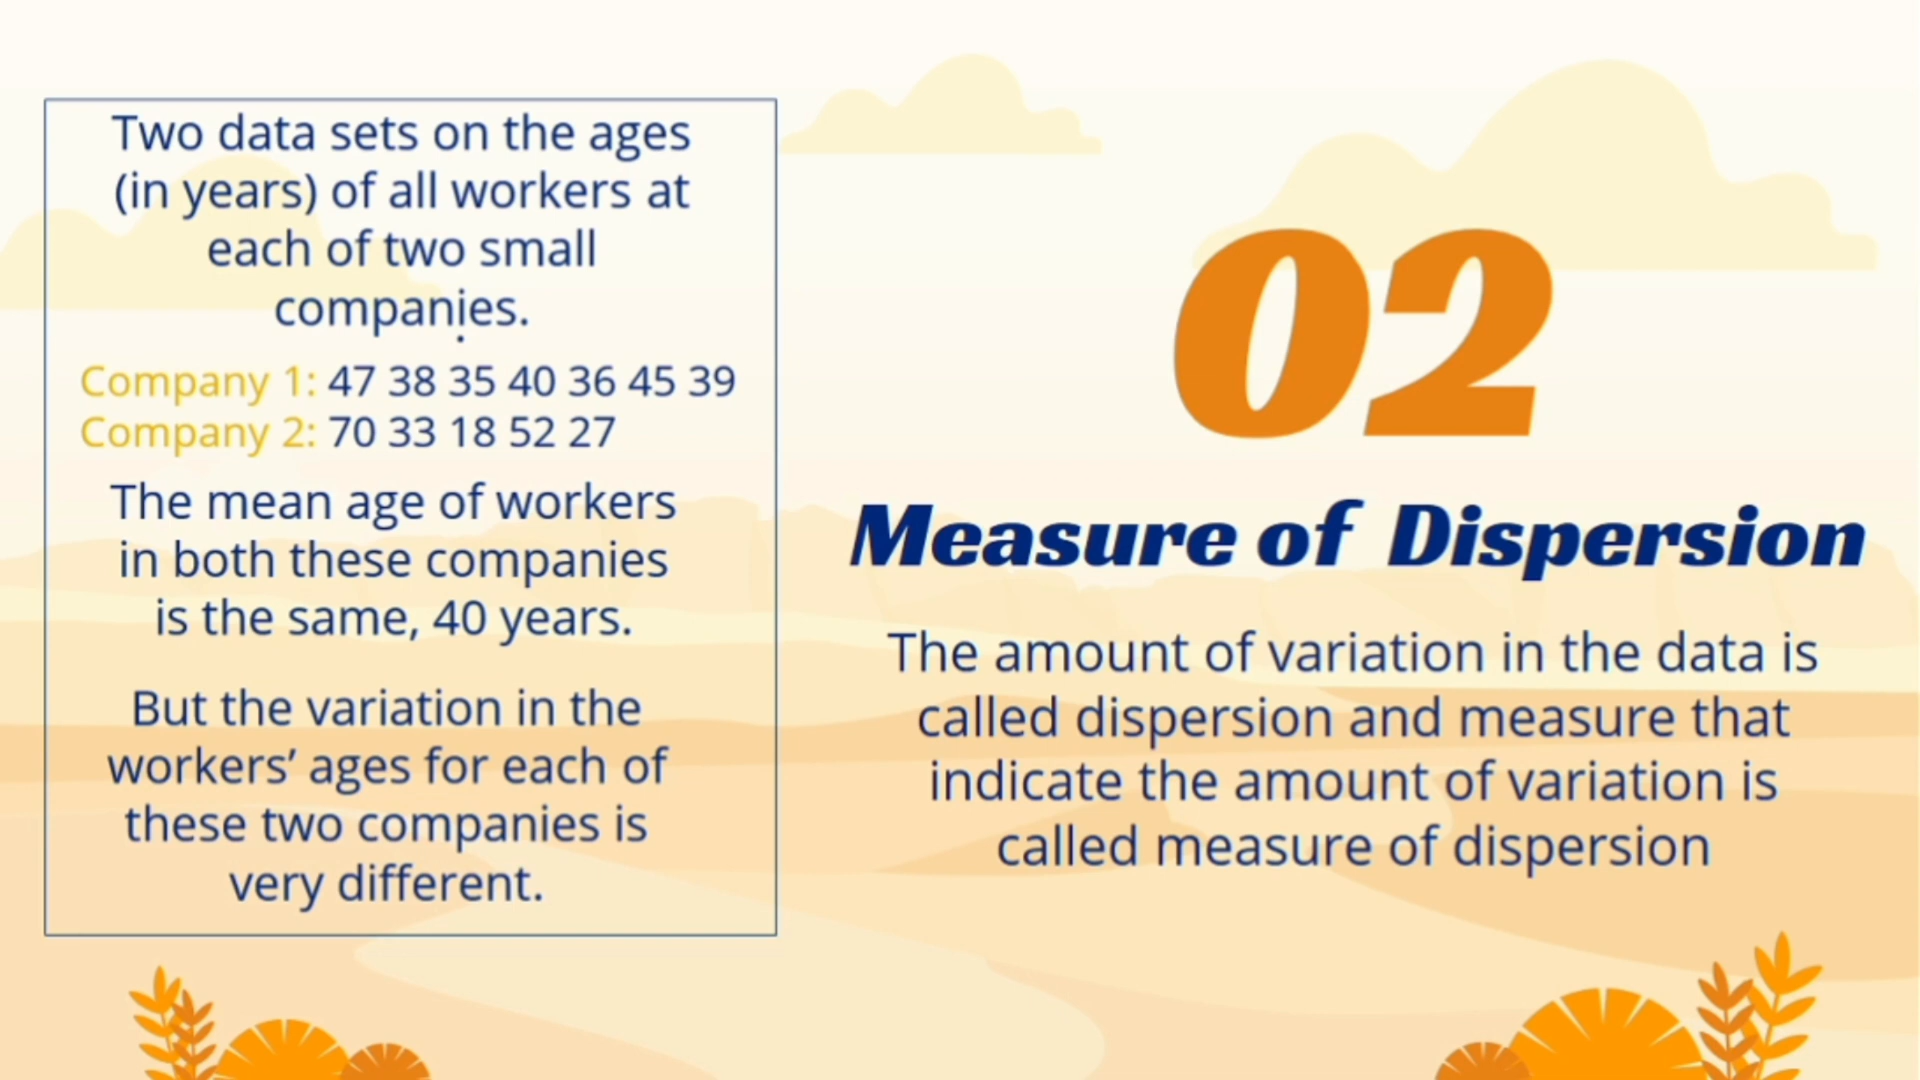 Two data sets on the ages
(in years) of all workers at
each of two small
companies.
Company 1: 47 38 35 40 36 45 39
Company 2: 70 33 18 52 27
The mean age of workers
in both these companies
is the same, 40 years.
But the variation in the
workers’ ages for each of
these two companies is
very different.
02
Measure of Dispersion
The amount of variation in the data is
called dispersion and measure that
indicate the amount of variation is
called measure of dispersion